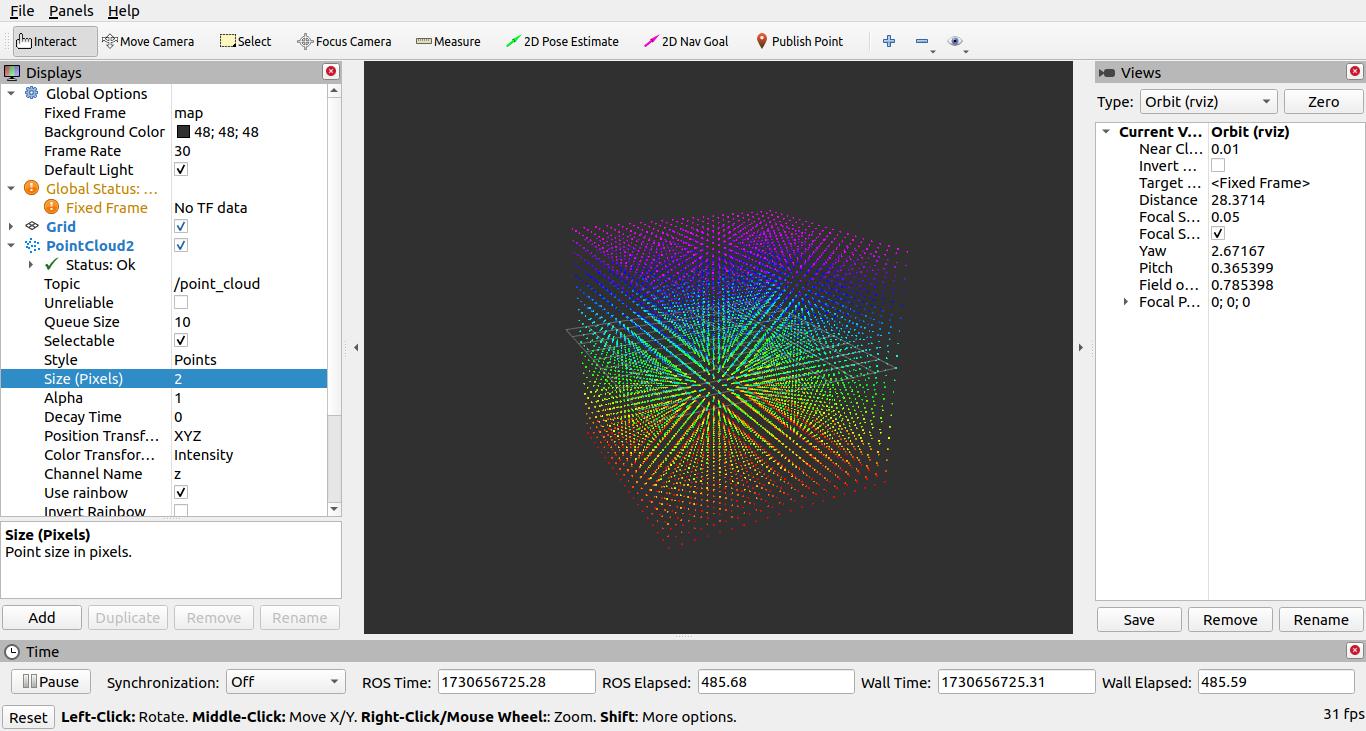 File Panels Help
Interact Move Camera Select Focus Camera Measure 2D Pose Estimate 2D Nav Goal Publish Point
Displays
Global Options
Fixed Frame map
Background Color 48; 48; 48
Frame Rate 30
Default Light
Global Status: ...
Fixed Frame No TF data
Grid
PointCloud2
Status: Ok
Topic /point_cloud
Unreliable
Queue Size 10
Selectable
Style Points
Size (Pixels) 2
Alpha 1
Decay Time 0
Position Transf... XYZ
Color Transfor... Intensity
Channel Name z
Use rainbow
Invert Rainbow
Size (Pixels)
Point size in pixels.
Add Duplicate Remove Rename
Views
Type: Orbit (rviz) Zero
Current V... Orbit (rviz)
Near Cl... 0.01
Invert ...
Target ... <Fixed Frame>
Distance 28.3714
Focal S... 0.05
Focal S...
Yaw 2.67167
Pitch 0.365399
Field o... 0.785398
Focal P... 0; 0; 0
Save Remove Rename
Time
Pause Synchronization: Off ROS Time: 1730656725.28 ROS Elapsed: 485.68 Wall Time: 1730656725.31 Wall Elapsed: 485.59
Reset Left-Click: Rotate. Middle-Click: Move X/Y. Right-Click/Mouse Wheel:: Zoom. Shift: More options. 31 fps